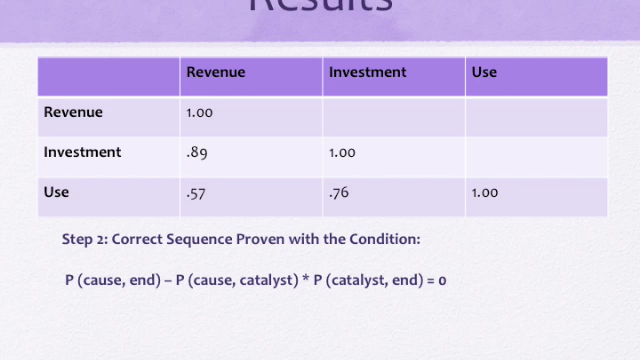 Results
Revenue Investment Use
Revenue 1.00
Investment .89 1.00
Use .57 .76 1.00
Step 2: Correct Sequence Proven with the Condition:
P (cause, end) – P (cause, catalyst) * P (catalyst, end) = 0